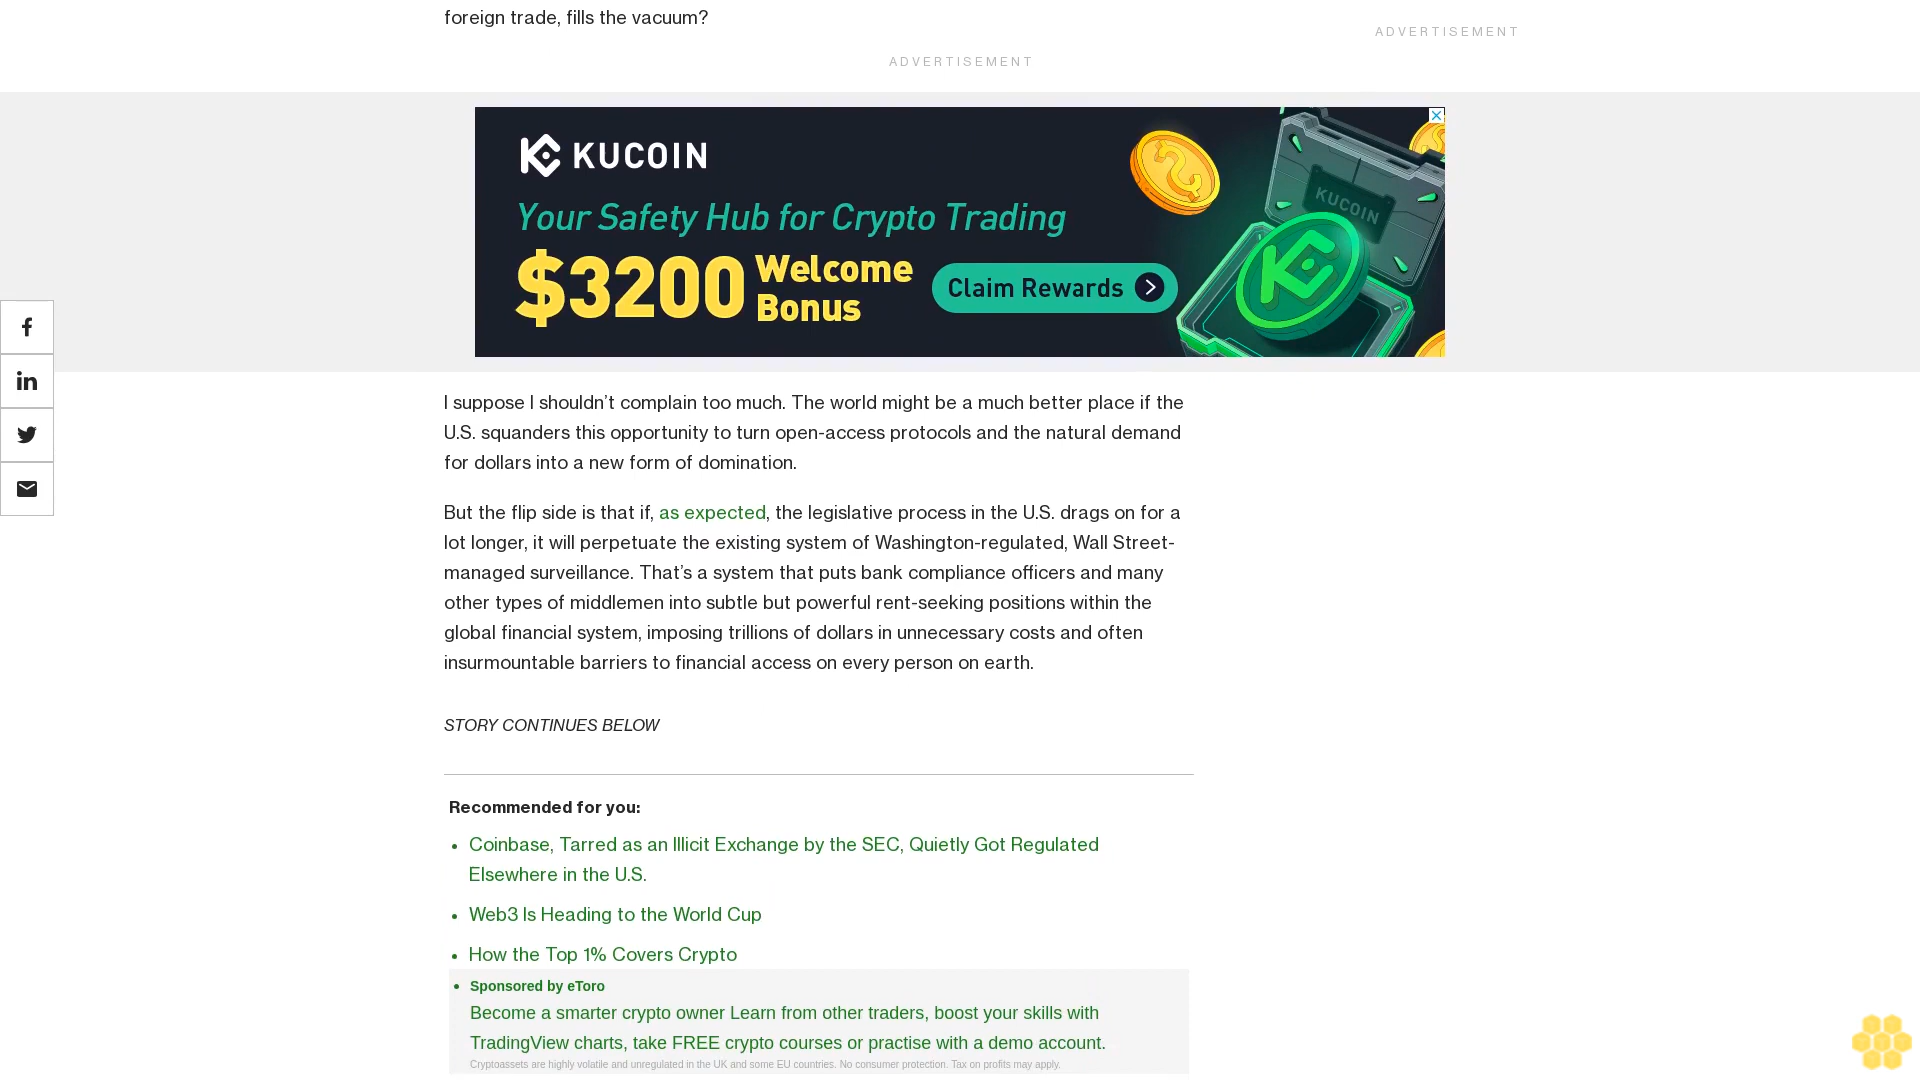 foreign trade, fills the vacuum?
ADVERTISEMENT
ADVERTISEMENT
KUCOIN
Your Safety Hub for Crypto Trading
$3200 Welcome Bonus
Claim Rewards
KUCOIN
I suppose I shouldn’t complain too much. The world might be a much better place if the
U.S. squanders this opportunity to turn open-access protocols and the natural demand
for dollars into a new form of domination.
But the flip side is that if, as expected, the legislative process in the U.S. drags on for a
lot longer, it will perpetuate the existing system of Washington-regulated, Wall Street-
managed surveillance. That’s a system that puts bank compliance officers and many
other types of middlemen into subtle but powerful rent-seeking positions within the
global financial system, imposing trillions of dollars in unnecessary costs and often
insurmountable barriers to financial access on every person on earth.
STORY CONTINUES BELOW
Recommended for you:
• Coinbase, Tarred as an Illicit Exchange by the SEC, Quietly Got Regulated
Elsewhere in the U.S.
• Web3 Is Heading to the World Cup
• How the Top 1% Covers Crypto
• Sponsored by eToro
Become a smarter crypto owner Learn from other traders, boost your skills with
TradingView charts, take FREE crypto courses or practise with a demo account.
Cryptoassets are highly volatile and unregulated in the UK and some EU countries. No consumer protection. Tax on profits may apply.